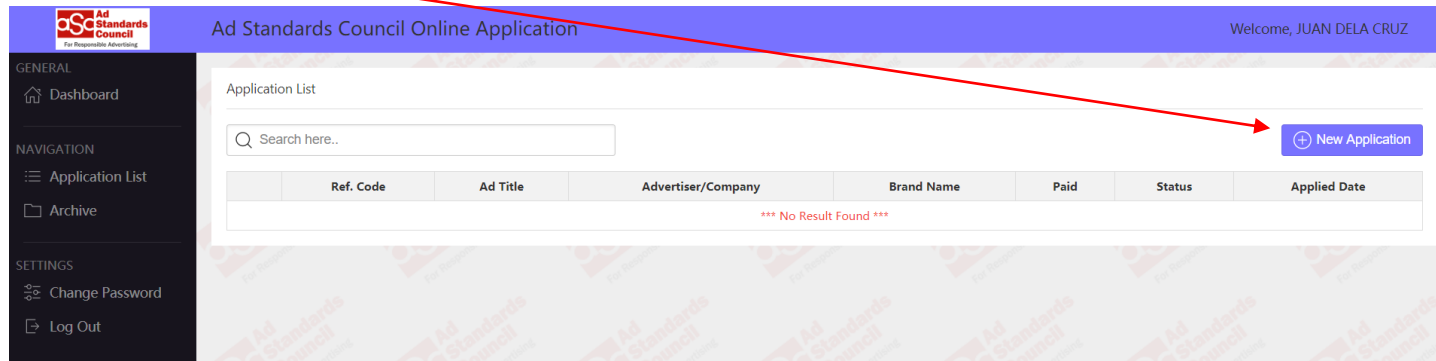 Ad
Standards
Council
For Responsible Advertising
Ad Standards Council Online Application
Welcome, JUAN DELA CRUZ
GENERAL
Dashboard
NAVIGATION
Application List
Archive
SETTINGS
Change Password
Log Out
Application List
Search here..
New Application
Ref. Code Ad Title Advertiser/Company Brand Name Paid Status Applied Date
*** No Result Found ***